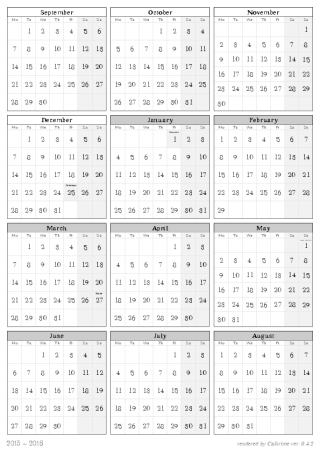 September
Mo Tu We Th Fr Sa Su
1 2 3 4 5 6
7 8 9 10 11 12 13
14 15 16 17 18 19 20
21 22 23 24 25 26 27
28 29 30
October
Mo Tu We Th Fr Sa Su
1 2 3 4
5 6 7 8 9 10 11
12 13 14 15 16 17 18
19 20 21 22 23 24 25
26 27 28 29 30 31
November
Mo Tu We Th Fr Sa Su
1
2 3 4 5 6 7 8
9 10 11 12 13 14 15
16 17 18 19 20 21 22
23 24 25 26 27 28 29
30
December
Mo Tu We Th Fr Sa Su
1 2 3 4 5 6
7 8 9 10 11 12 13
14 15 16 17 18 19 20
21 22 23 24 25 26 27
28 29 30 31
January
Mo Tu We Th Fr Sa Su
1 2 3
4 5 6 7 8 9 10
11 12 13 14 15 16 17
18 19 20 21 22 23 24
25 26 27 28 29 30 31
February
Mo Tu We Th Fr Sa Su
1 2 3 4 5 6 7
8 9 10 11 12 13 14
15 16 17 18 19 20 21
22 23 24 25 26 27 28
29
March
Mo Tu We Th Fr Sa Su
1 2 3 4 5 6
7 8 9 10 11 12 13
14 15 16 17 18 19 20
21 22 23 24 25 26 27
28 29 30 31
April
Mo Tu We Th Fr Sa Su
1 2 3
4 5 6 7 8 9 10
11 12 13 14 15 16 17
18 19 20 21 22 23 24
25 26 27 28 29 30
May
Mo Tu We Th Fr Sa Su
1
2 3 4 5 6 7 8
9 10 11 12 13 14 15
16 17 18 19 20 21 22
23 24 25 26 27 28 29
30 31
June
Mo Tu We Th Fr Sa Su
1 2 3 4 5
6 7 8 9 10 11 12
13 14 15 16 17 18 19
20 21 22 23 24 25 26
27 28 29 30
July
Mo Tu We Th Fr Sa Su
1 2 3
4 5 6 7 8 9 10
11 12 13 14 15 16 17
18 19 20 21 22 23 24
25 26 27 28 29 30 31
August
Mo Tu We Th Fr Sa Su
1 2 3 4 5 6 7
8 9 10 11 12 13 14
15 16 17 18 19 20 21
22 23 24 25 26 27 28
29 30 31
2015 – 2016
rendered by Callirhoe ver. 0.4.2